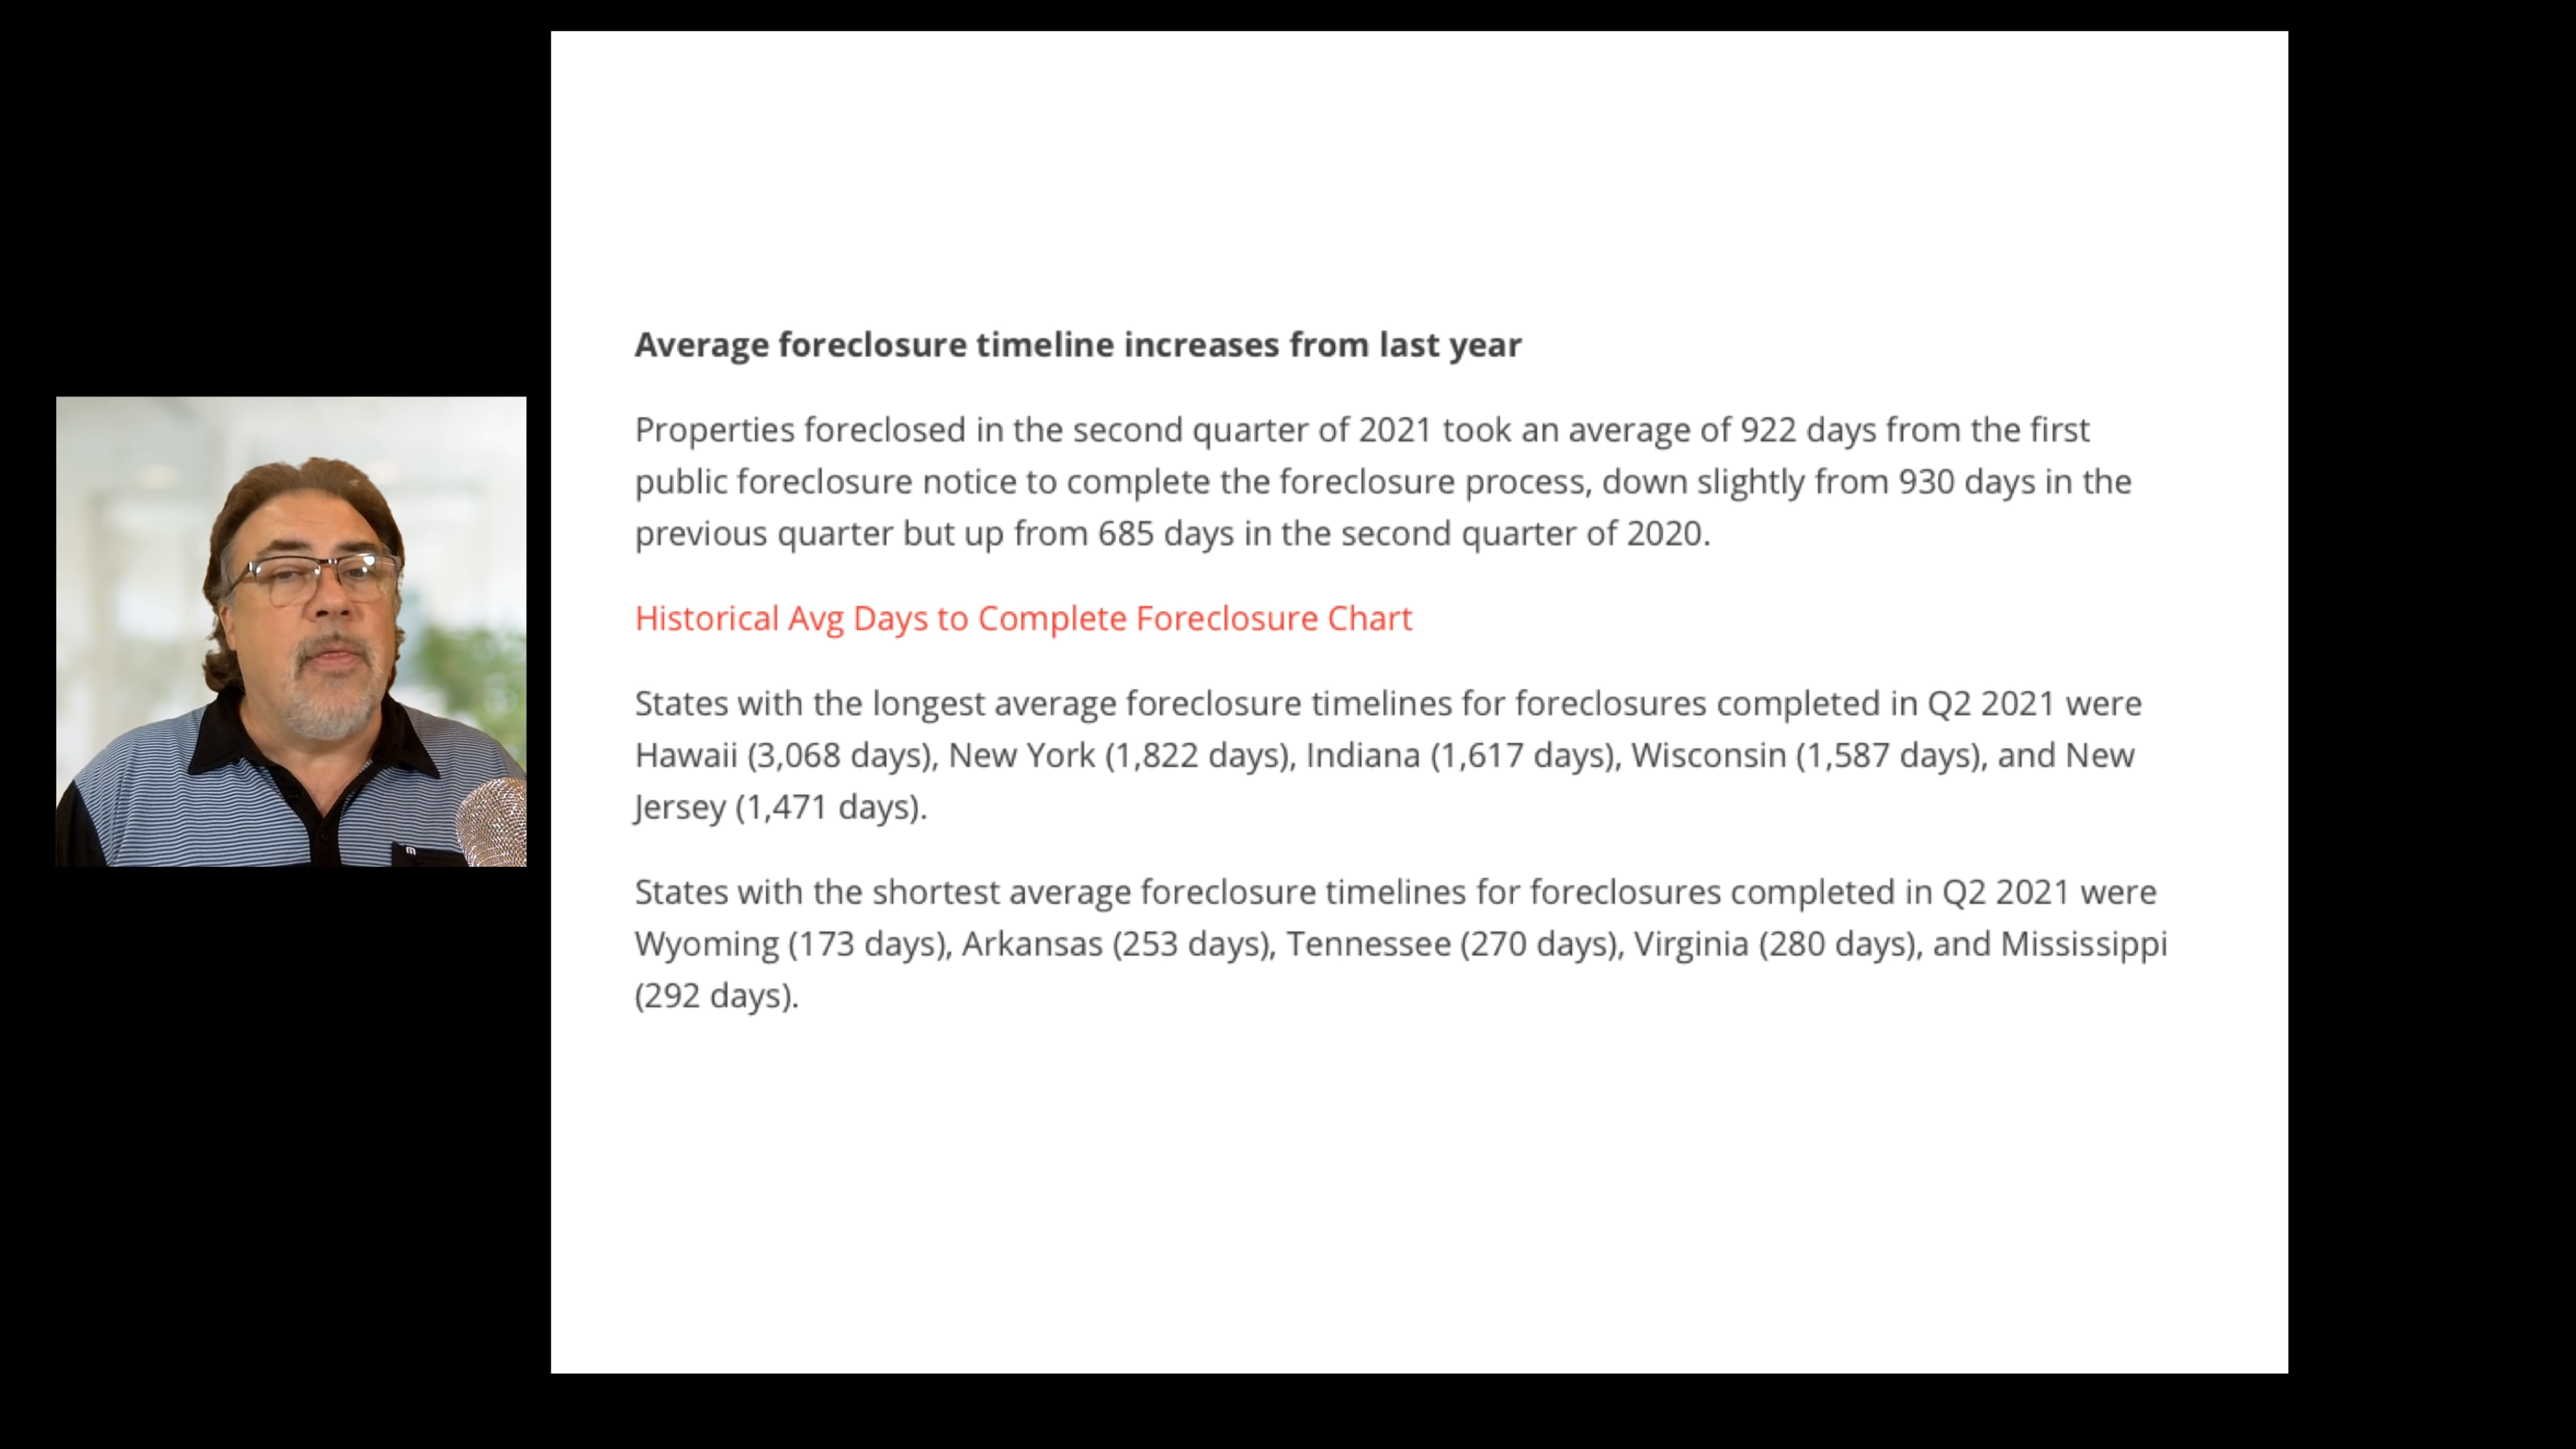 Average foreclosure timeline increases from last year
Properties foreclosed in the second quarter of 2021 took an average of 922 days from the first
public foreclosure notice to complete the foreclosure process, down slightly from 930 days in the
previous quarter but up from 685 days in the second quarter of 2020.
Historical Avg Days to Complete Foreclosure Chart
States with the longest average foreclosure timelines for foreclosures completed in Q2 2021 were
Hawaii (3,068 days), New York (1,822 days), Indiana (1,617 days), Wisconsin (1,587 days), and New
Jersey (1,471 days).
States with the shortest average foreclosure timelines for foreclosures completed in Q2 2021 were
Wyoming (173 days), Arkansas (253 days), Tennessee (270 days), Virginia (280 days), and Mississippi
(292 days).